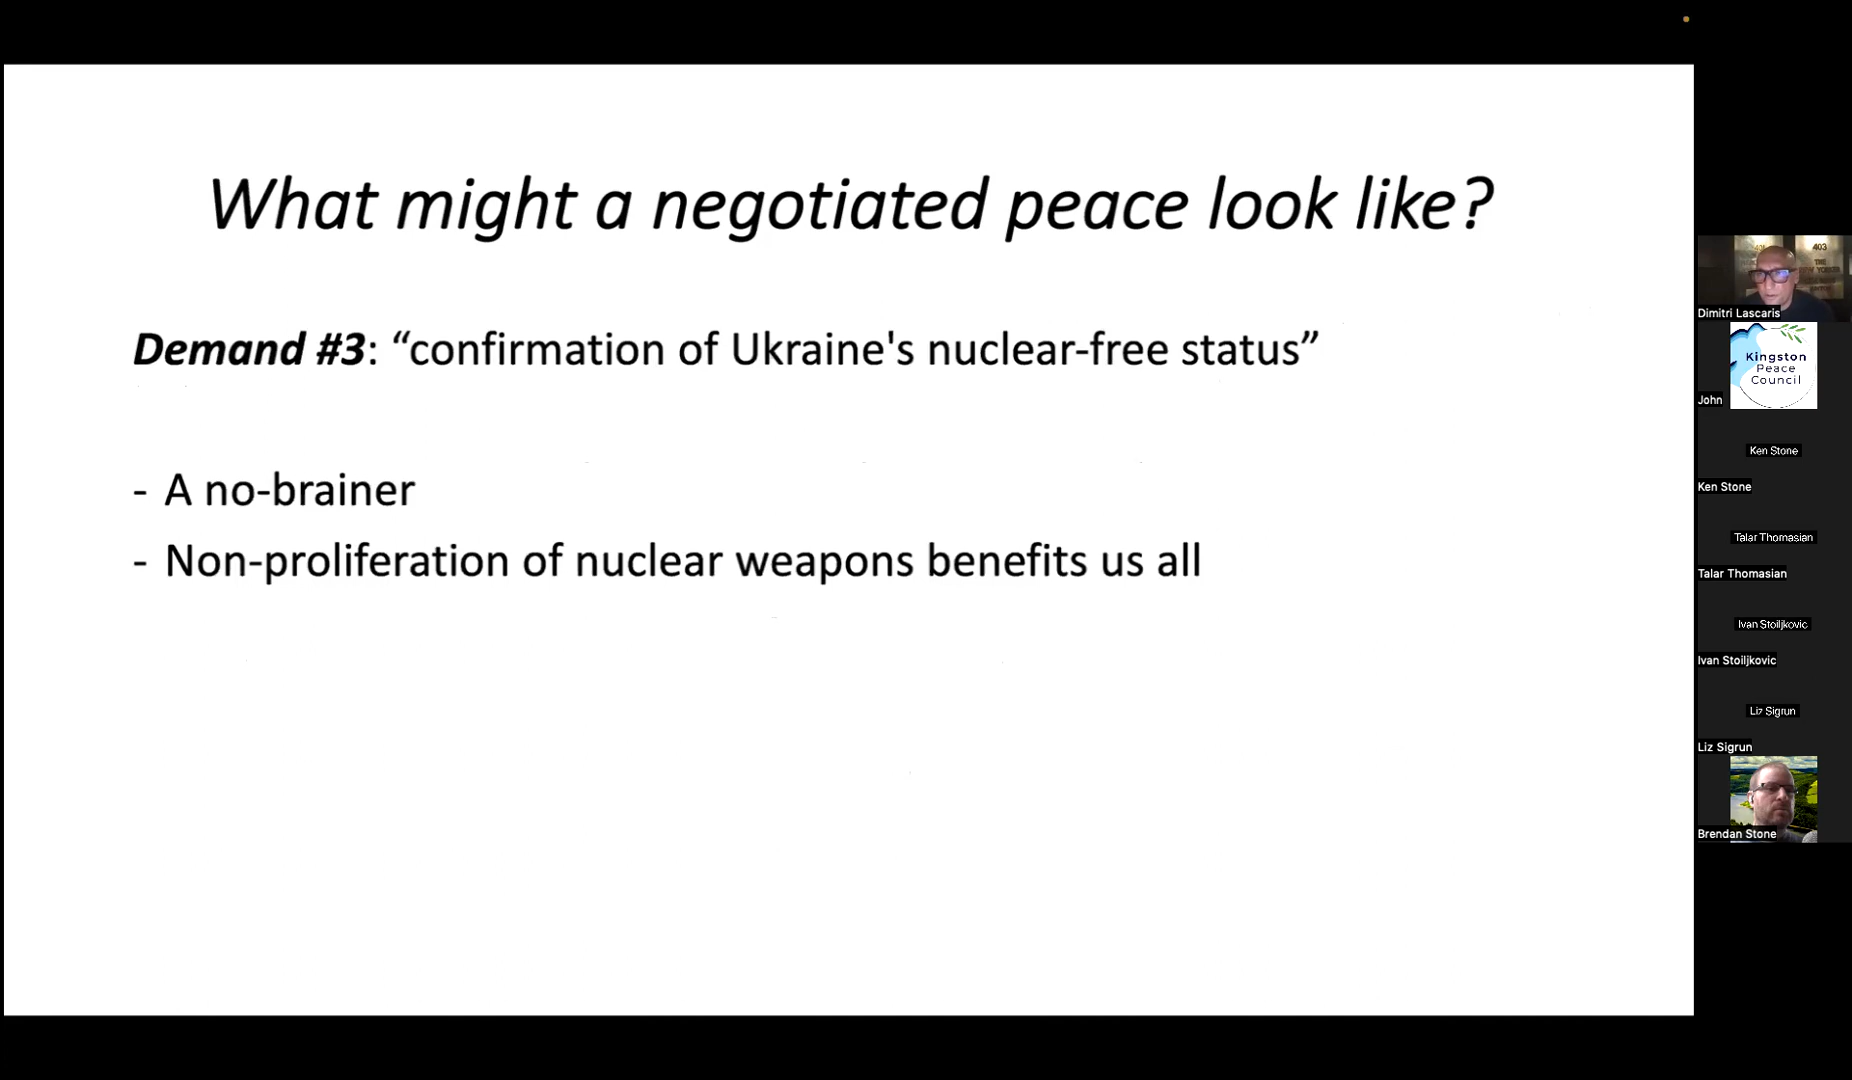 What might a negotiated peace look like?
Demand #3: “confirmation of Ukraine's nuclear-free status”
- A no-brainer
- Non-proliferation of nuclear weapons benefits us all
403
THE
Dimitri Lascaris
Kingston
Peace
Council
John
Ken Stone
Ken Stone
Talar Thomasian
Talar Thomasian
Ivan Stoiljkovic
Ivan Stoiljkovic
Liz Sigrun
Liz Sigrun
Brendan Stone